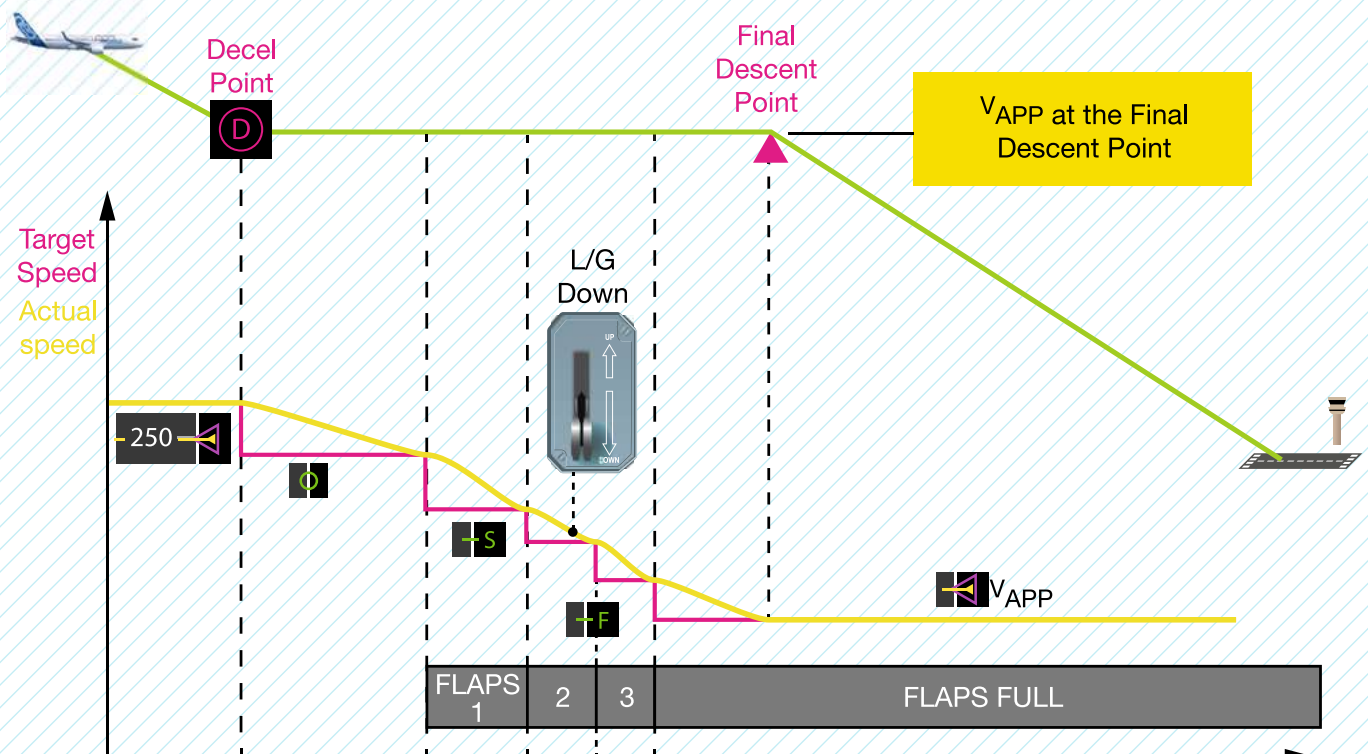 Decel
Point
D
Final
Descent
Point
VAPP at the Final
Descent Point
Target
Speed
Actual
speed
L/G
Down
UP
DOWN
250
S
F
VAPP
FLAPS
1
2
3
FLAPS FULL